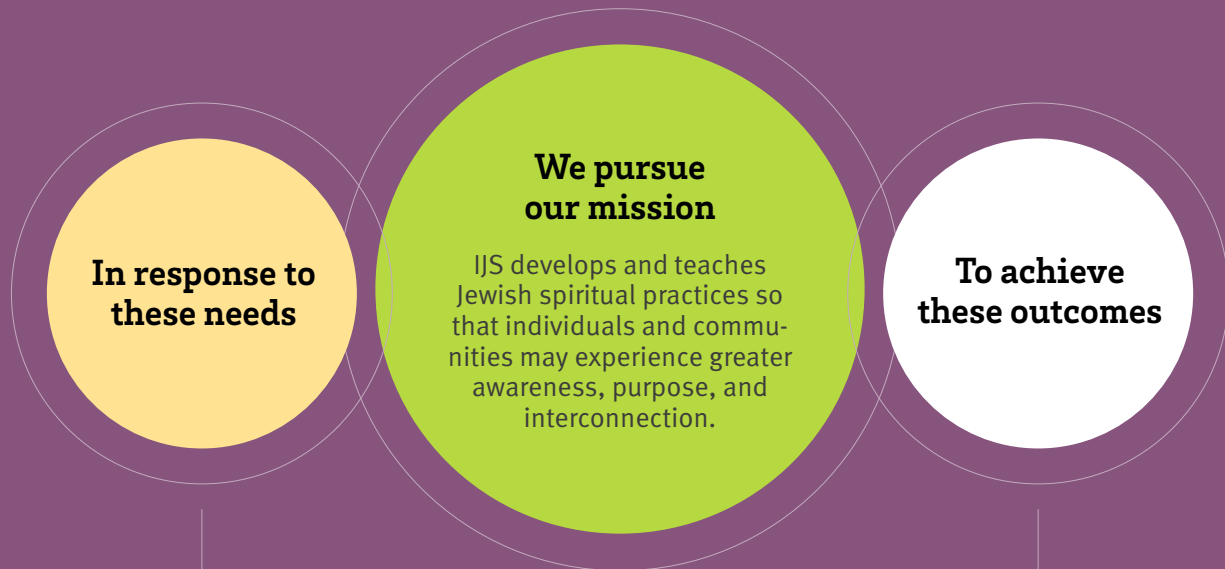 In response to
these needs
We pursue
our mission
IJS develops and teaches
Jewish spiritual practices so
that individuals and commu-
nities may experience greater
awareness, purpose, and
interconnection.
To achieve
these outcomes